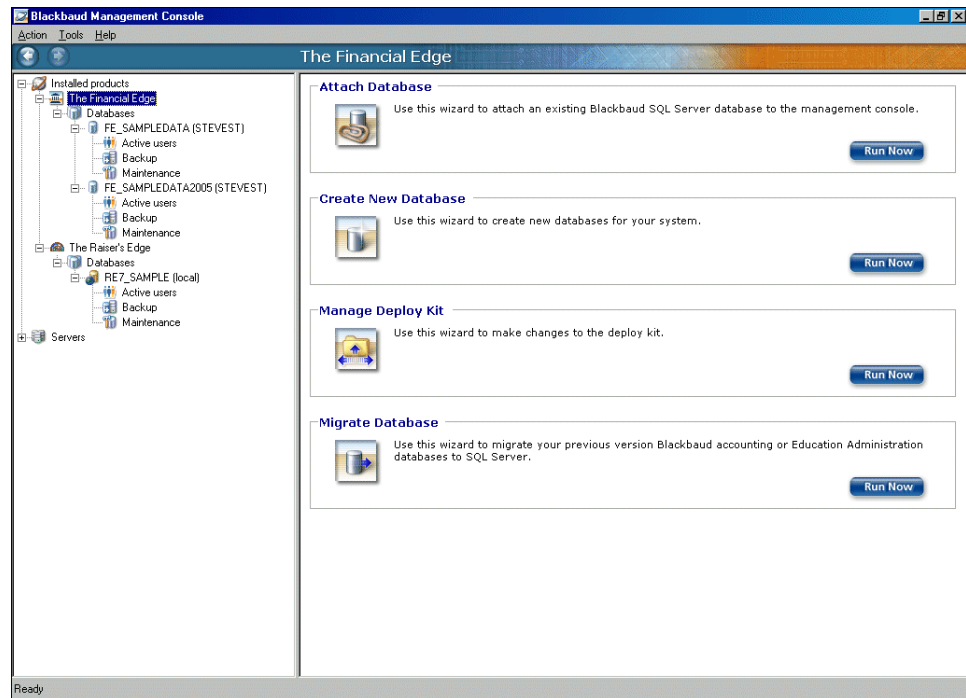 Blackbaud Management Console
Action Tools Help
The Financial Edge
Installed products
The Financial Edge
Databases
FE_SAMPLEDATA (STEVEST)
Active users
Backup
Maintenance
FE_SAMPLEDATA2005 (STEVEST)
Active users
Backup
Maintenance
The Raiser's Edge
Databases
RE7_SAMPLE (local)
Active users
Backup
Maintenance
Servers
Attach Database
Use this wizard to attach an existing Blackbaud SQL Server database to the management console.
Run Now
Create New Database
Use this wizard to create new databases for your system.
Run Now
Manage Deploy Kit
Use this wizard to make changes to the deploy kit.
Run Now
Migrate Database
Use this wizard to migrate your previous version Blackbaud accounting or Education Administration
databases to SQL Server.
Run Now
Ready